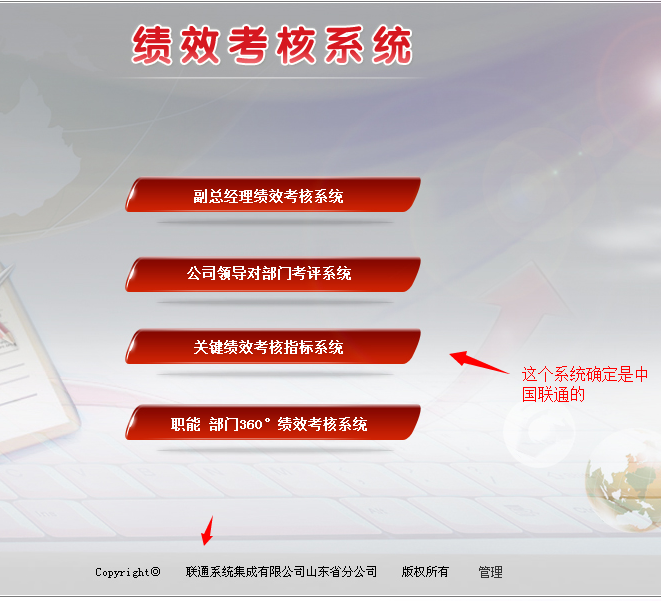 绩效考核系统
副总经理绩效考核系统
公司领导对部门考评系统
关键绩效考核指标系统
这个系统确定是中
国联通的
职能 部门360°绩效考核系统
Copyright© 联通系统集成有限公司山东省分公司 版权所有 管理